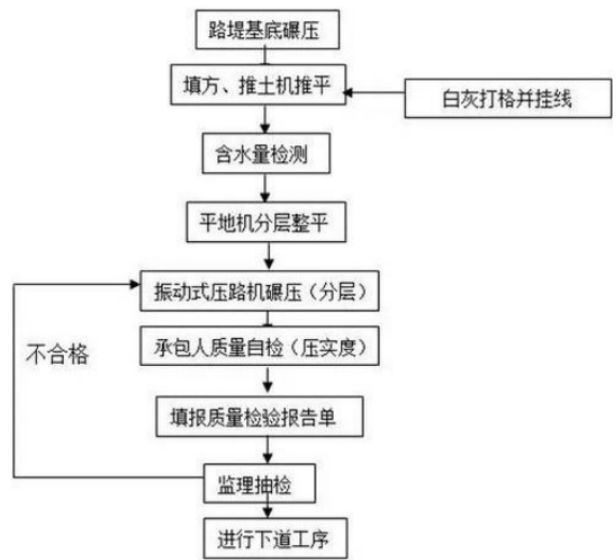 路堤基底碾压
填方、推土机推平
白灰打格并挂线
含水量检测
平地机分层整平
振动式压路机碾压（分层）
不合格
承包人质量自检（压实度）
填报质量检验报告单
监理抽检
进行下道工序